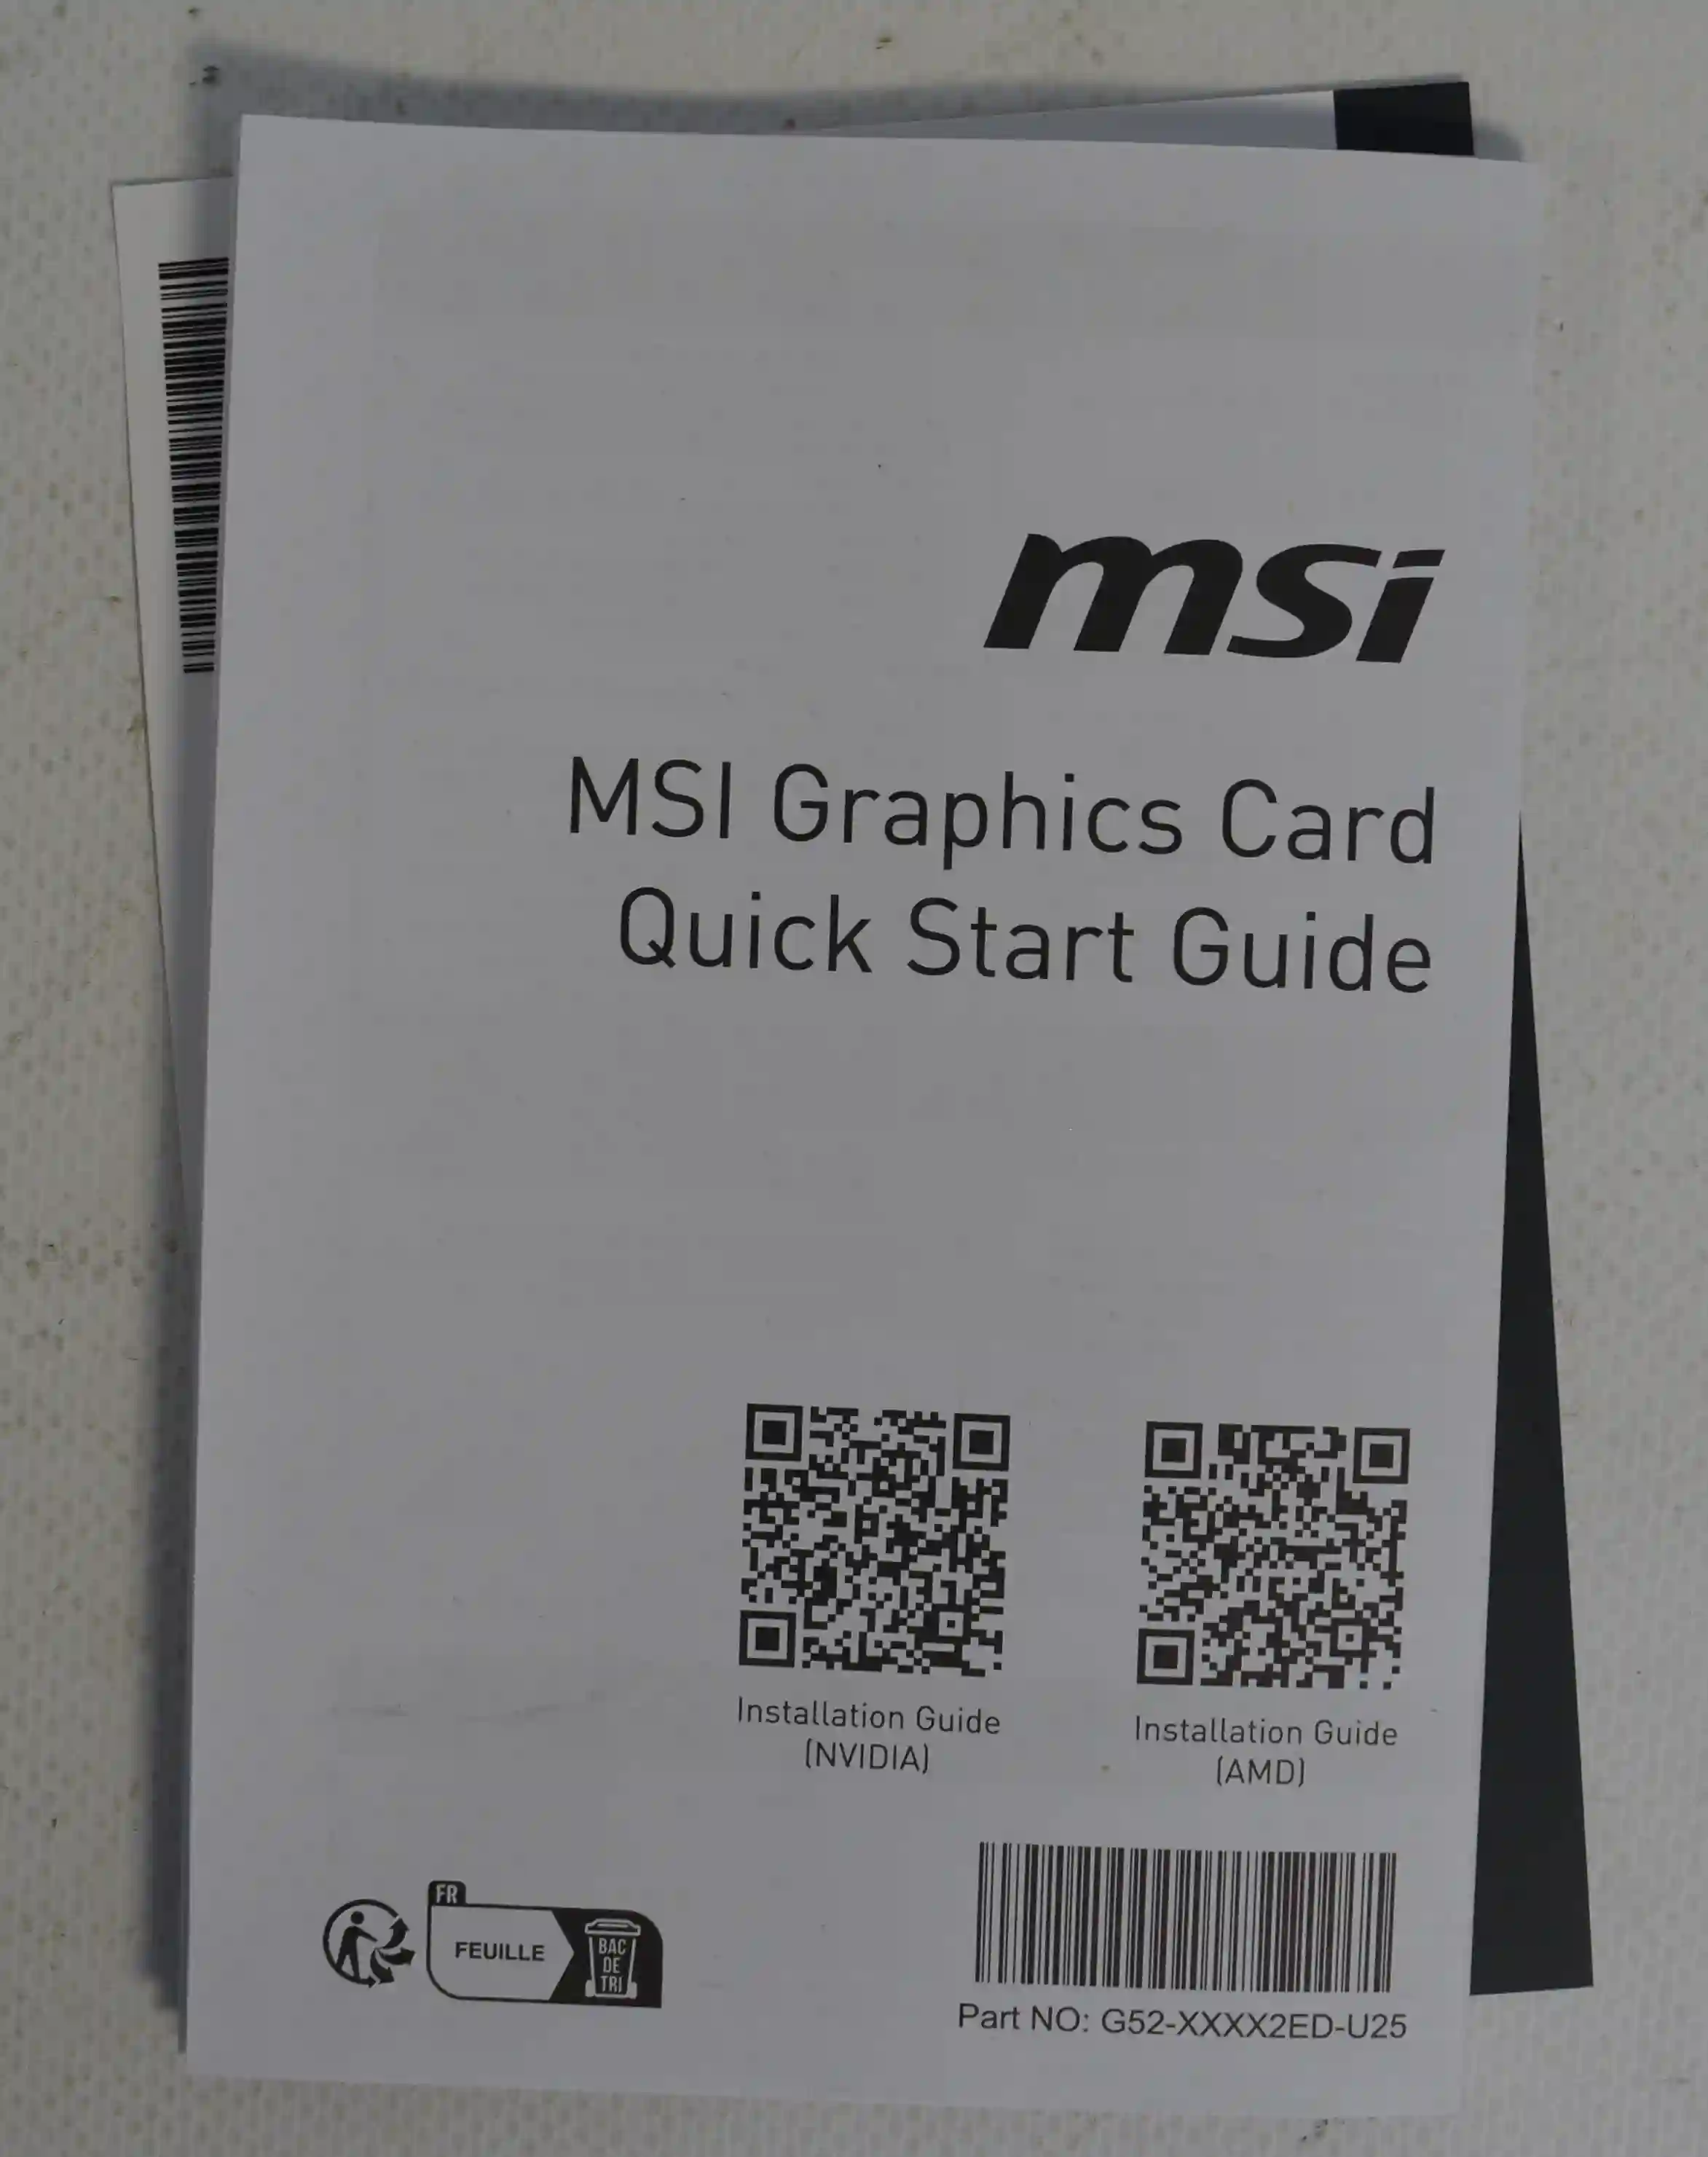 msi
MSI Graphics Card
Quick Start Guide
Installation Guide
(NVIDIA)
Installation Guide
(AMD)
FR
FEUILLE
BAC
DE
TRI
Part NO: G52-XXXX2ED-U25